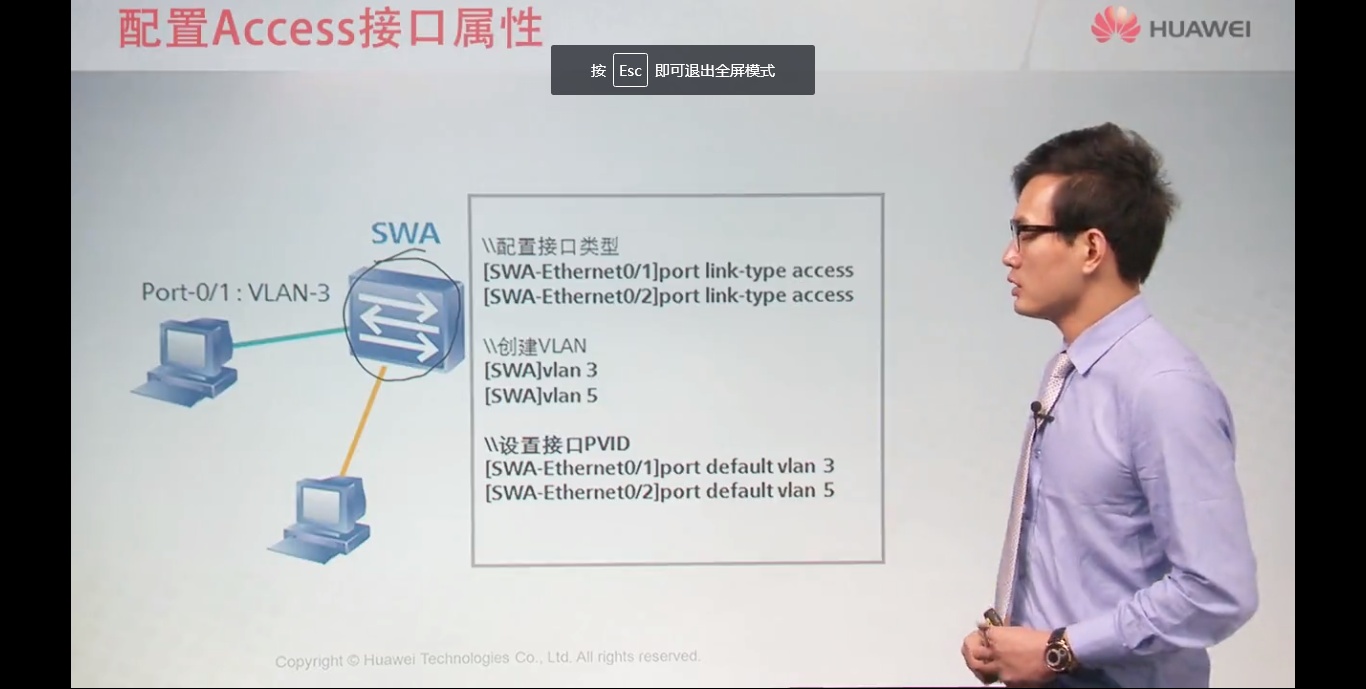 配置Access接口属性
HUAWEI
按 Esc 即可退出全屏模式
SWA
Port-0/1 : VLAN-3
\\配置接口类型
[SWA-Ethernet0/1]port link-type access
[SWA-Ethernet0/2]port link-type access
\\创建VLAN
[SWA]vlan 3
[SWA]vlan 5
\\设置接口PVID
[SWA-Ethernet0/1]port default vlan 3
[SWA-Ethernet0/2]port default vlan 5
Copyright © Huawei Technologies Co., Ltd. All rights reserved.